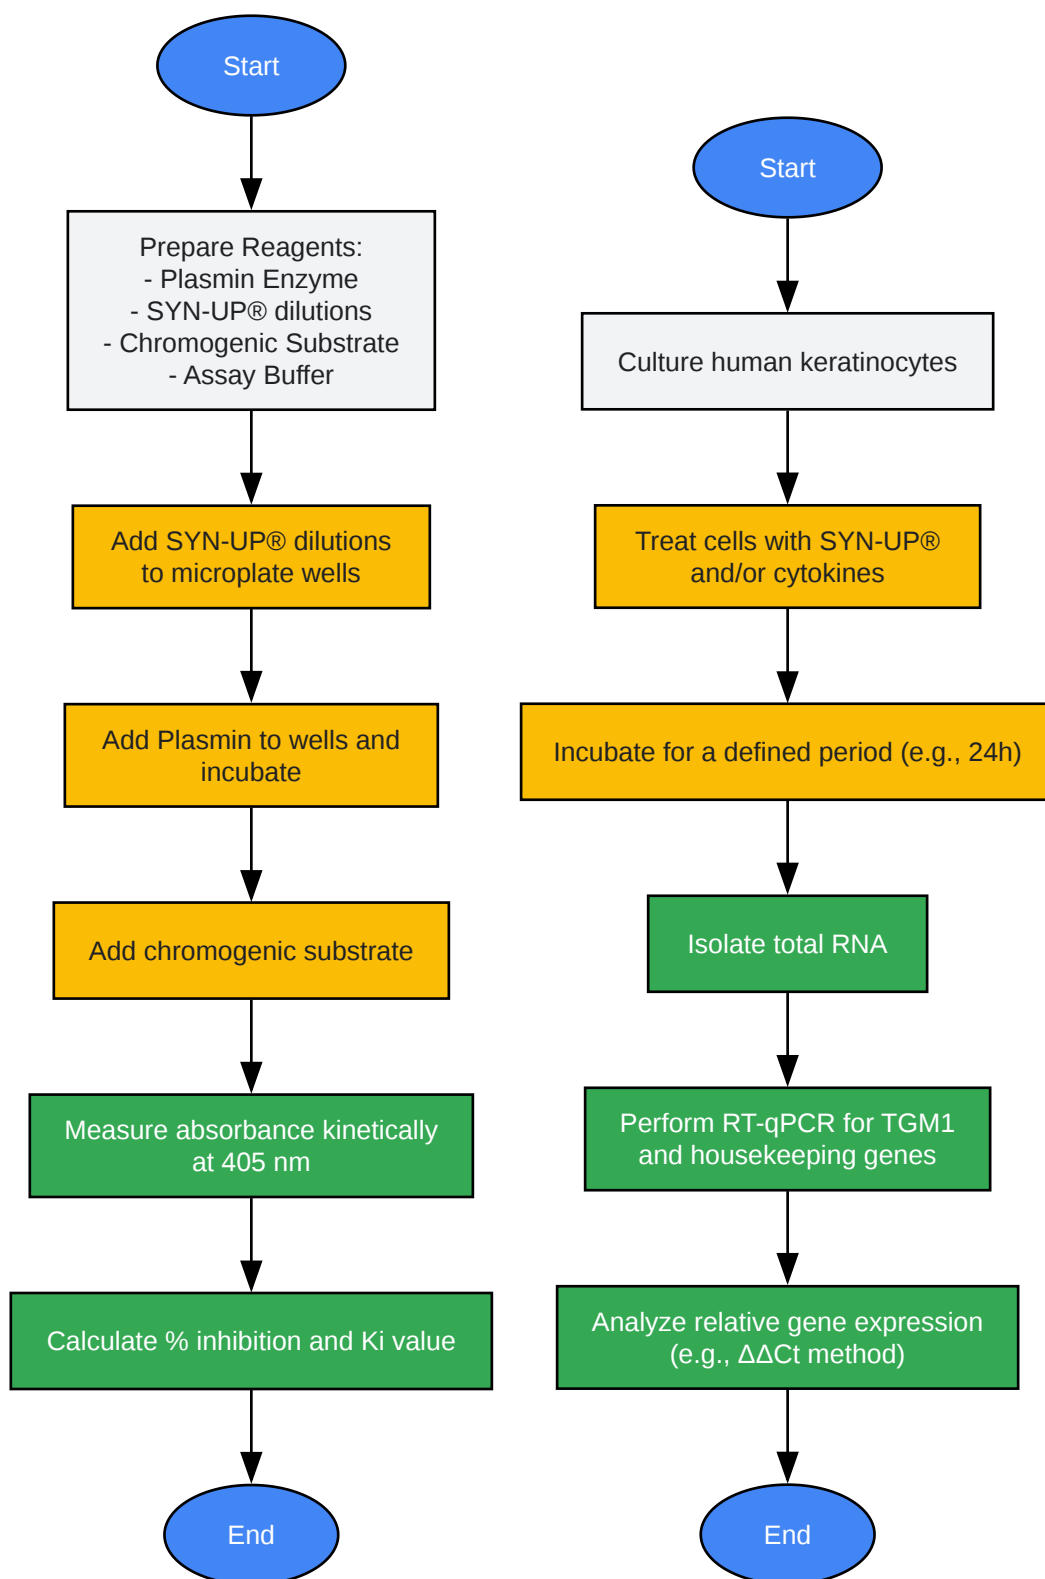 Start
Prepare Reagents:
- Plasmin Enzyme
- SYN-UP® dilutions
- Chromogenic Substrate
- Assay Buffer
Add SYN-UP® dilutions
to microplate wells
Add Plasmin to wells and
incubate
Add chromogenic substrate
Measure absorbance kinetically
at 405 nm
Calculate % inhibition and Ki value
End
Start
Culture human keratinocytes
Treat cells with SYN-UP®
and/or cytokines
Incubate for a defined period (e.g., 24h)
Isolate total RNA
Perform RT-qPCR for TGM1
and housekeeping genes
Analyze relative gene expression
(e.g., ΔΔCt method)
End